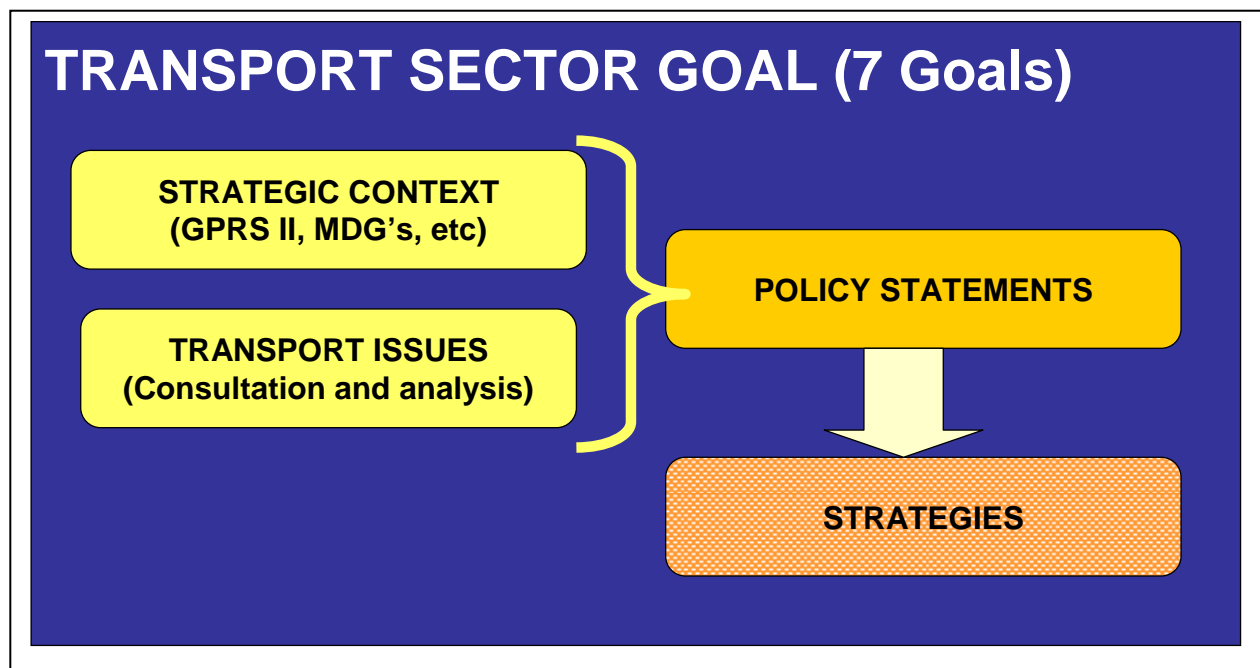 TRANSPORT SECTOR GOAL (7 Goals)
STRATEGIC CONTEXT
(GPRS II, MDG’s, etc)
TRANSPORT ISSUES
(Consultation and analysis)
POLICY STATEMENTS
STRATEGIES